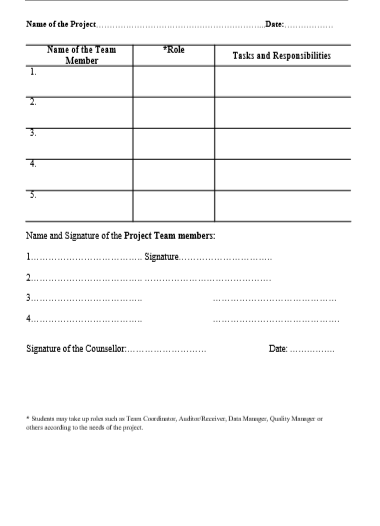 Name of the Project……………………………………………………………..Date:………………
Name of the Team Member *Role Tasks and Responsibilities
1.
2.
3.
4.
5.
Name and Signature of the Project Team members:
1………………………………. Signature…………………………..
2………………………………. …………………………………….
3………………………………. ……………………………………
4………………………………. …………………………………….
Signature of the Counsellor:……………………… Date: …………….
* Students may take up roles such as Team Coordinator, Auditor/Receiver, Data Manager, Quality Manager or
others according to the needs of the project.